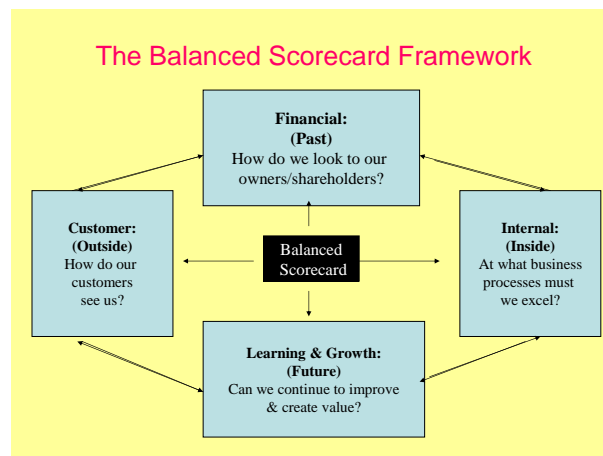 The Balanced Scorecard Framework
Financial:
(Past)
How do we look to our
owners/shareholders?
Customer:
(Outside)
How do our
customers
see us?
Balanced
Scorecard
Internal:
(Inside)
At what business
processes must
we excel?
Learning & Growth:
(Future)
Can we continue to improve
& create value?